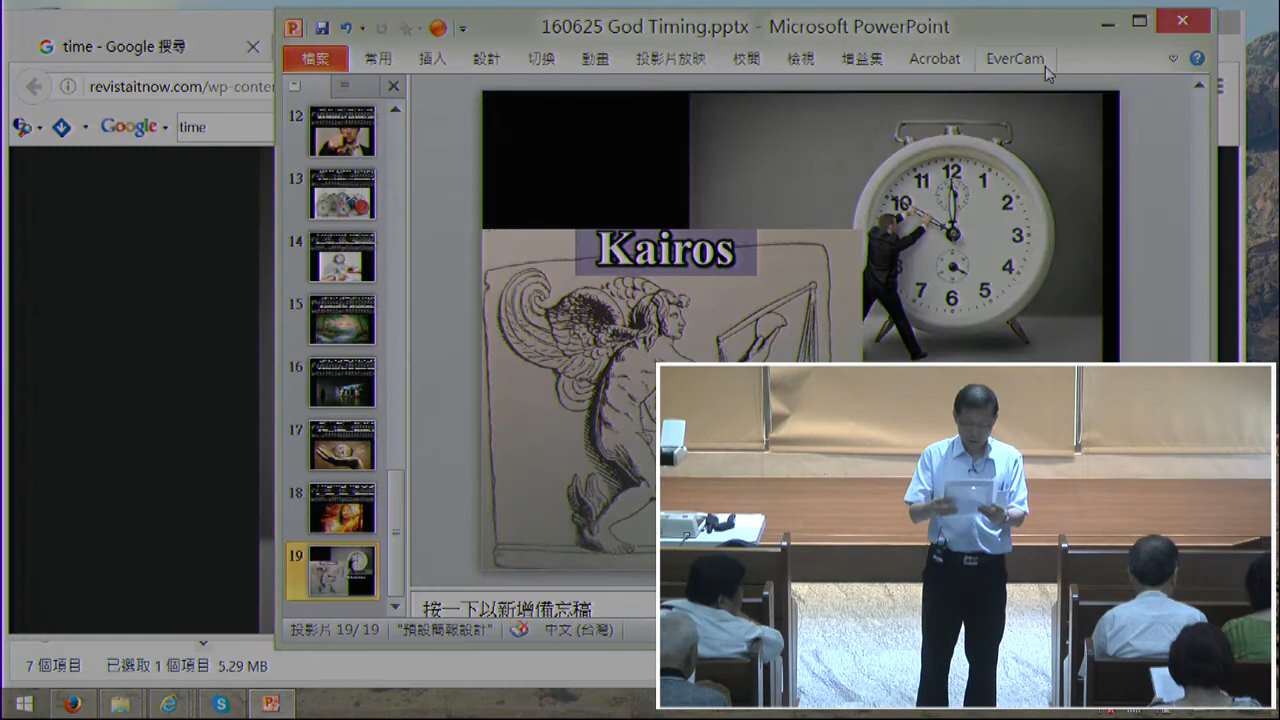 time - Google 搜尋
160625 God Timing.pptx - Microsoft PowerPoint
檔案 常用 插入 設計 切換 動畫 投影片放映 校閱 檢視 增益集 Acrobat EverCam
revistaitnow.com/wp-conter
Google time
12
13
14
15
16
17
18
19
Kairos
12
11 1
10 2
3
4
7 5
6
按一下以新增備忘稿
投影片 19/ 19 "預設簡報設計" 中文 (台灣)
7 個項目 已選取 1 個項目 5.29 MB